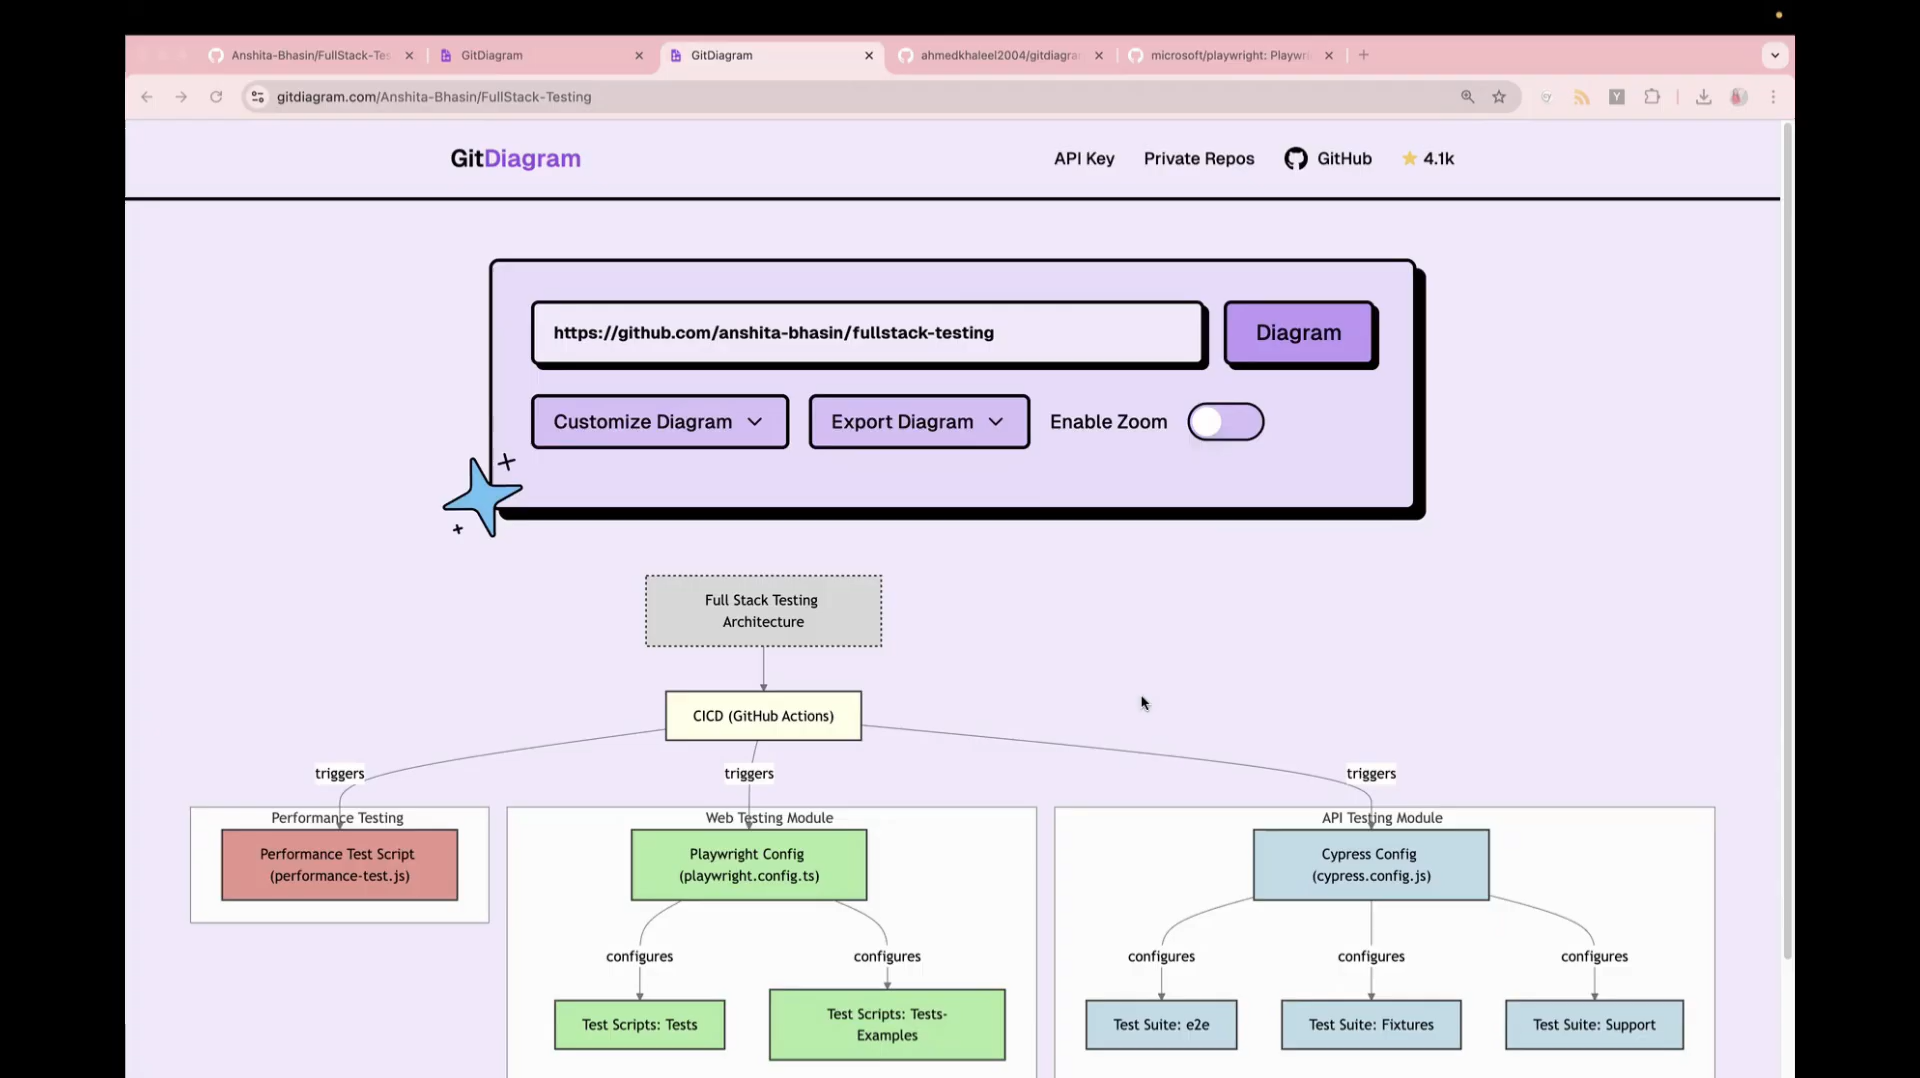 Anshita-Bhasin/FullStack-Tes
GitDiagram
GitDiagram
ahmedkhaleel2004/gitdiagra
microsoft/playwright: Playwri
gitdiagram.com/Anshita-Bhasin/FullStack-Testing
GitDiagram
API Key
Private Repos
GitHub
4.1k
https://github.com/anshita-bhasin/fullstack-testing
Diagram
Customize Diagram
Export Diagram
Enable Zoom
Full Stack Testing
Architecture
CICD (GitHub Actions)
triggers
triggers
triggers
Performance Testing
Web Testing Module
API Testing Module
Performance Test Script
(performance-test.js)
Playwright Config
(playwright.config.ts)
Cypress Config
(cypress.config.js)
configures
configures
configures
configures
configures
Test Scripts: Tests
Test Scripts: Tests-
Examples
Test Suite: e2e
Test Suite: Fixtures
Test Suite: Support